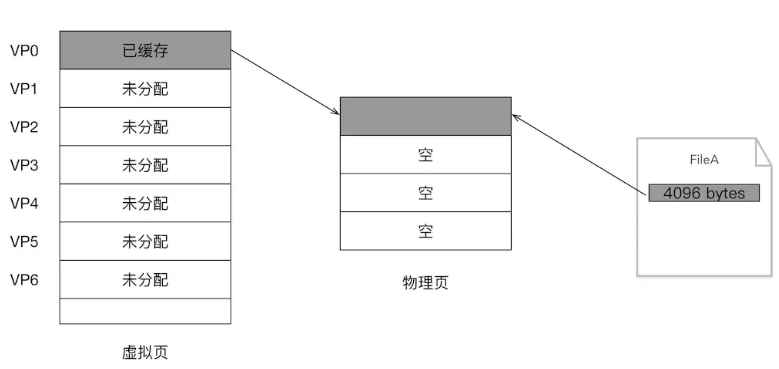 VP0 已缓存
VP1 未分配
VP2 未分配
VP3 未分配
VP4 未分配
VP5 未分配
VP6 未分配
虚拟页
空
空
空
物理页
FileA
4096 bytes